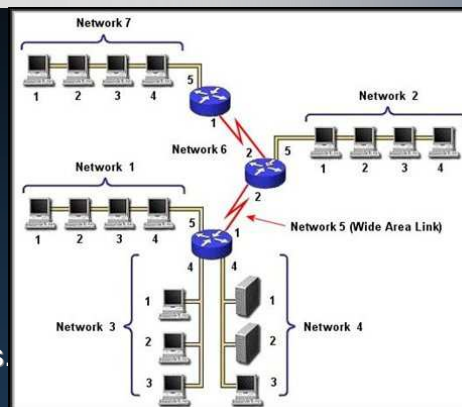 Network 7
5
1 2 3 4
1
Network 2
Network 6
2 5
1 2 3 4
Network 1
2
Network 5 (Wide Area Link)
1 2 3 4
5 1
4 4
1 1
Network 3 2 2 Network 4
3 3
s.